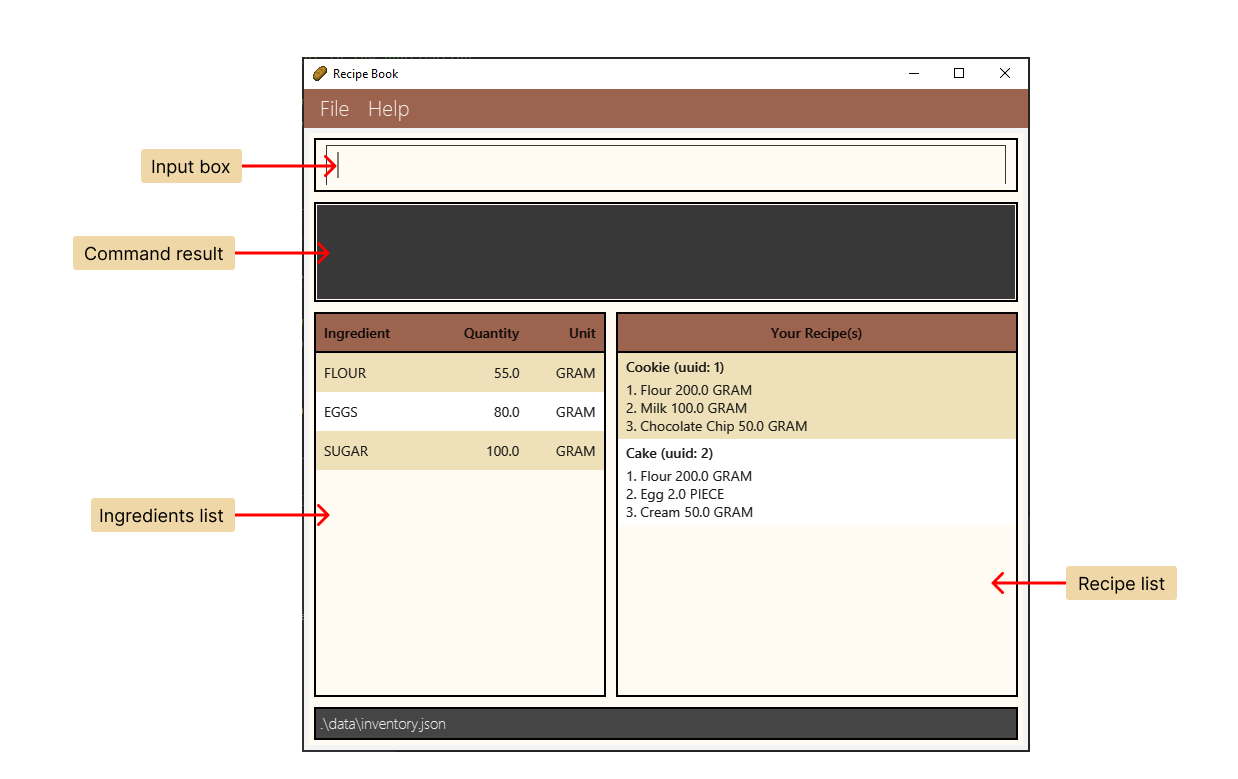 Recipe Book
File Help
Input box
Command result
Ingredient Quantity Unit
FLOUR 55.0 GRAM
EGGS 80.0 GRAM
SUGAR 100.0 GRAM
Ingredients list
Your Recipe(s)
Cookie (uuid: 1)
1. Flour 200.0 GRAM
2. Milk 100.0 GRAM
3. Chocolate Chip 50.0 GRAM
Cake (uuid: 2)
1. Flour 200.0 GRAM
2. Egg 2.0 PIECE
3. Cream 50.0 GRAM
Recipe list
.\data\inventory.json